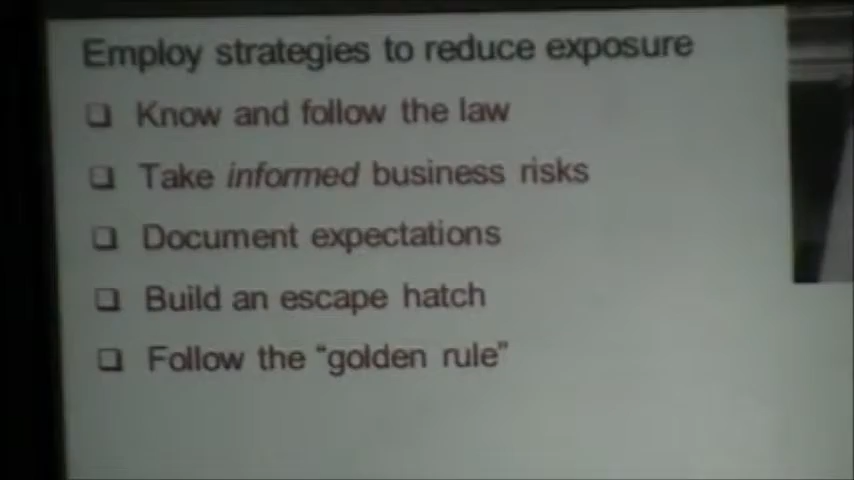 Employ strategies to reduce exposure
❑ Know and follow the law
❑ Take informed business risks
❑ Document expectations
❑ Build an escape hatch
❑ Follow the “golden rule”